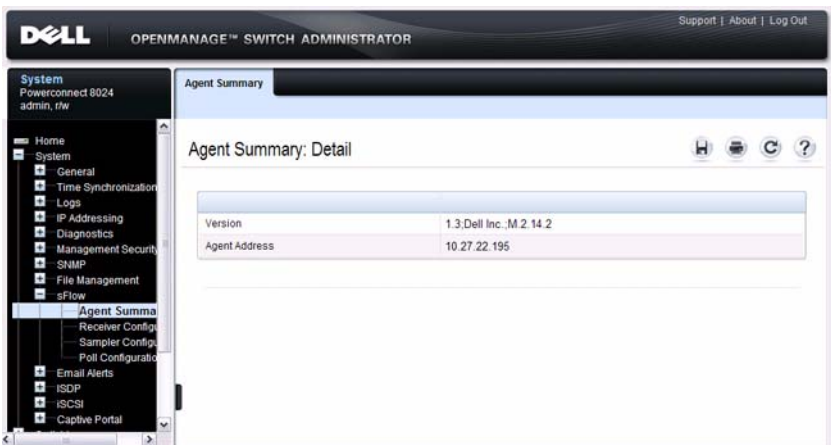 Support | About | Log Out
DELL
OPENMANAGE™ SWITCH ADMINISTRATOR
System
Powerconnect 8024
admin, r/w
Agent Summary
Home
System
General
Time Synchronization
Logs
IP Addressing
Diagnostics
Management Security
SNMP
File Management
sFlow
Agent Summa
Receiver Configu
Sampler Configu
Poll Configuratio
Email Alerts
ISDP
iSCSI
Captive Portal
Agent Summary: Detail
Version 1.3;Dell Inc.;M.2.14.2
Agent Address 10.27.22.195